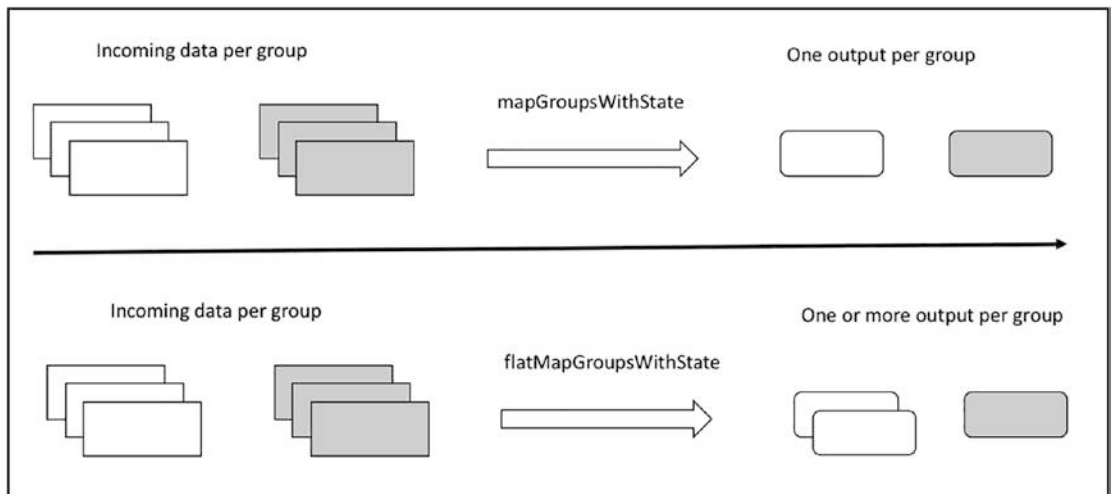 Incoming data per group
One output per group
mapGroupsWithState
Incoming data per group
One or more output per group
flatMapGroupsWithState